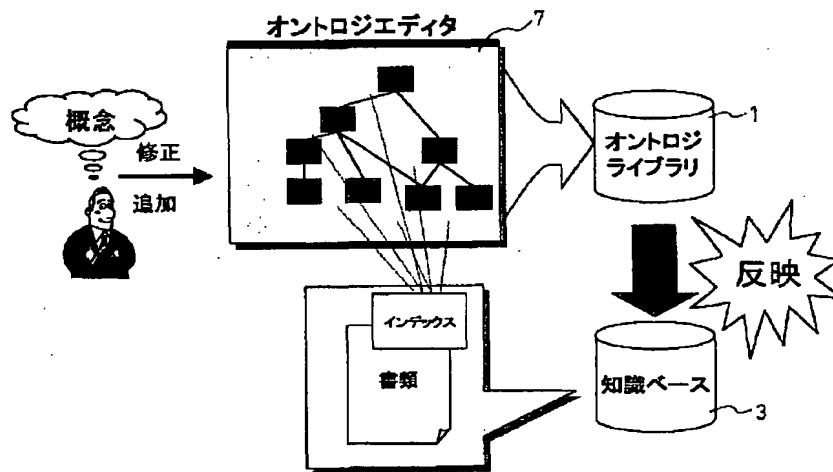 オントロジエディタ
7
概念
修正
追加
1
オントロジ
ライブラリ
反映
インデックス
書類
知識ベース
3